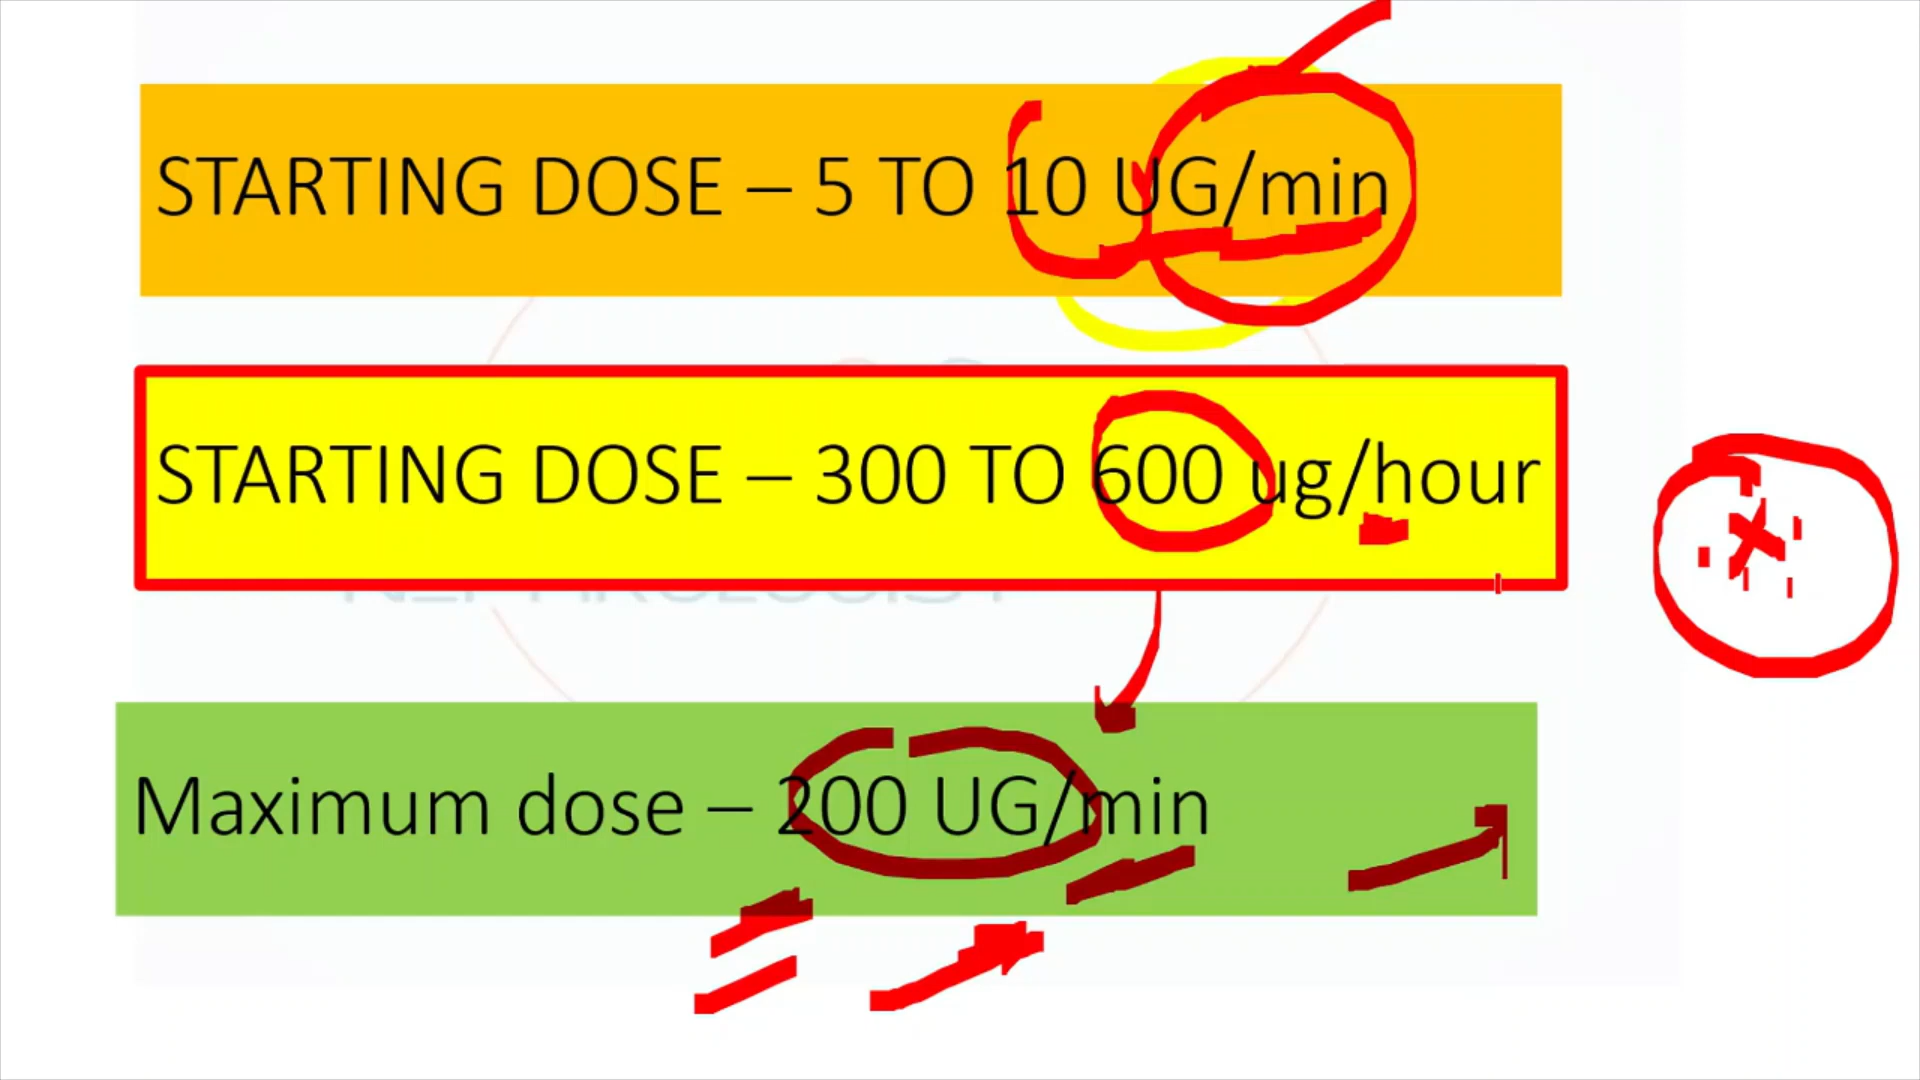 STARTING DOSE – 5 TO 10 UG/min
STARTING DOSE – 300 TO 600 ug/hour
NEPHROLOGIST
Maximum dose – 200 UG/min